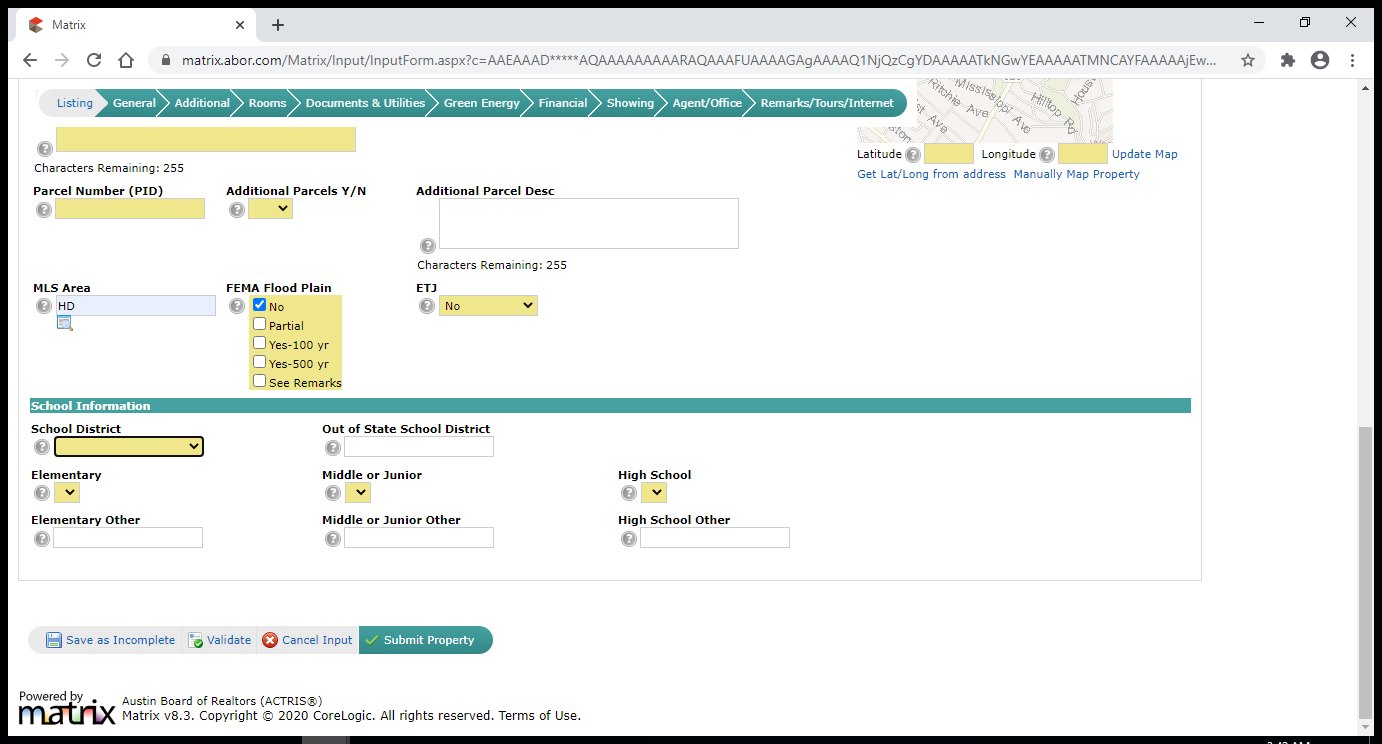 Matrix
matrix.abor.com/Matrix/Input/InputForm.aspx?c=AAEAAAD*****AQAAAAAAAAARAQAAAFUAAAAGAgAAAAQ1NjQzCgYDAAAAATkNGwYEAAAAATMNCAYFAAAAAjEw...
Listing General Additional Rooms Documents & Utilities Green Energy Financial Showing Agent/Office Remarks/Tours/Internet
Ritchie Ave Mississippi Ave Hilltop Rd
Characters Remaining: 255
Latitude Longitude Update Map
Get Lat/Long from address Manually Map Property
Parcel Number (PID) Additional Parcels Y/N Additional Parcel Desc
Characters Remaining: 255
MLS Area FEMA Flood Plain ETJ
HD No No
Partial
Yes-100 yr
Yes-500 yr
See Remarks
School Information
School District Out of State School District
Elementary Middle or Junior High School
Elementary Other Middle or Junior Other High School Other
Save as Incomplete Validate Cancel Input Submit Property
Powered by
matrix
Austin Board of Realtors (ACTRIS®)
Matrix v8.3. Copyright © 2020 CoreLogic. All rights reserved. Terms of Use.